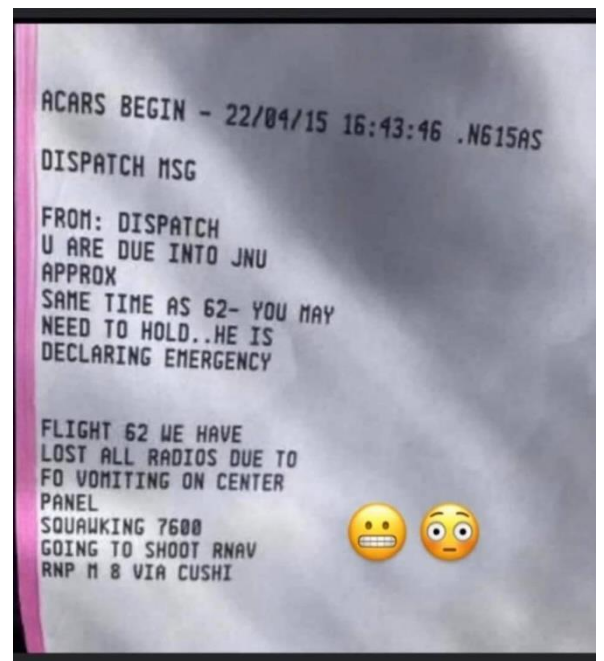 ACARS BEGIN - 22/04/15 16:43:46 .N615AS
DISPATCH MSG
FROM: DISPATCH
U ARE DUE INTO JNU
APPROX
SAME TIME AS 62- YOU MAY
NEED TO HOLD..HE IS
DECLARING EMERGENCY
FLIGHT 62 WE HAVE
LOST ALL RADIOS DUE TO
FO VOMITING ON CENTER
PANEL
SQUAWKING 7600
GOING TO SHOOT RNAV
RNP M 8 VIA CUSHI